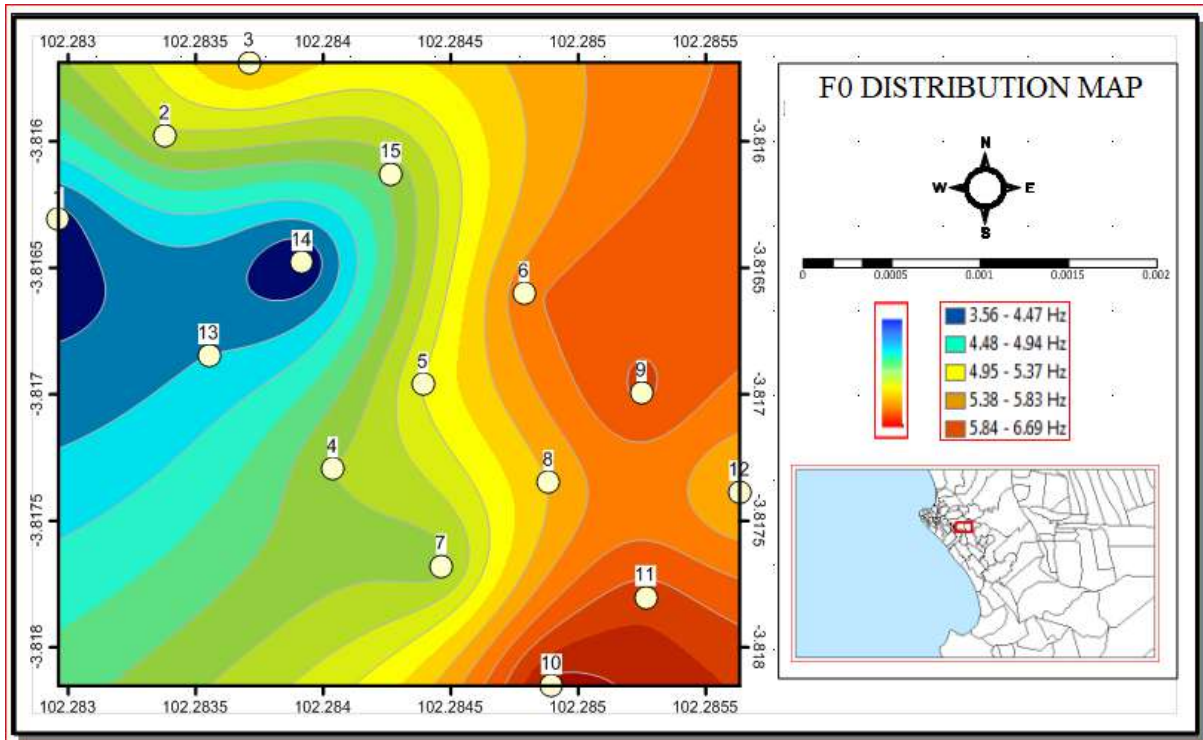 102.283 102.2835 102.284 102.2845 102.285 102.2855
3
2
15
14
13
6
5
9
4
8
12
7
11
10
-3.816
-3.8165
-3.817
-3.8175
-3.818
-3.816
-3.8165
-3.817
-3.8175
-3.818
102.283 102.2835 102.284 102.2845 102.285 102.2855
F0 DISTRIBUTION MAP
N
W E
S
0 0.0005 0.001 0.0015 0.002
3.56 - 4.47 Hz
4.48 - 4.94 Hz
4.95 - 5.37 Hz
5.38 - 5.83 Hz
5.84 - 6.69 Hz